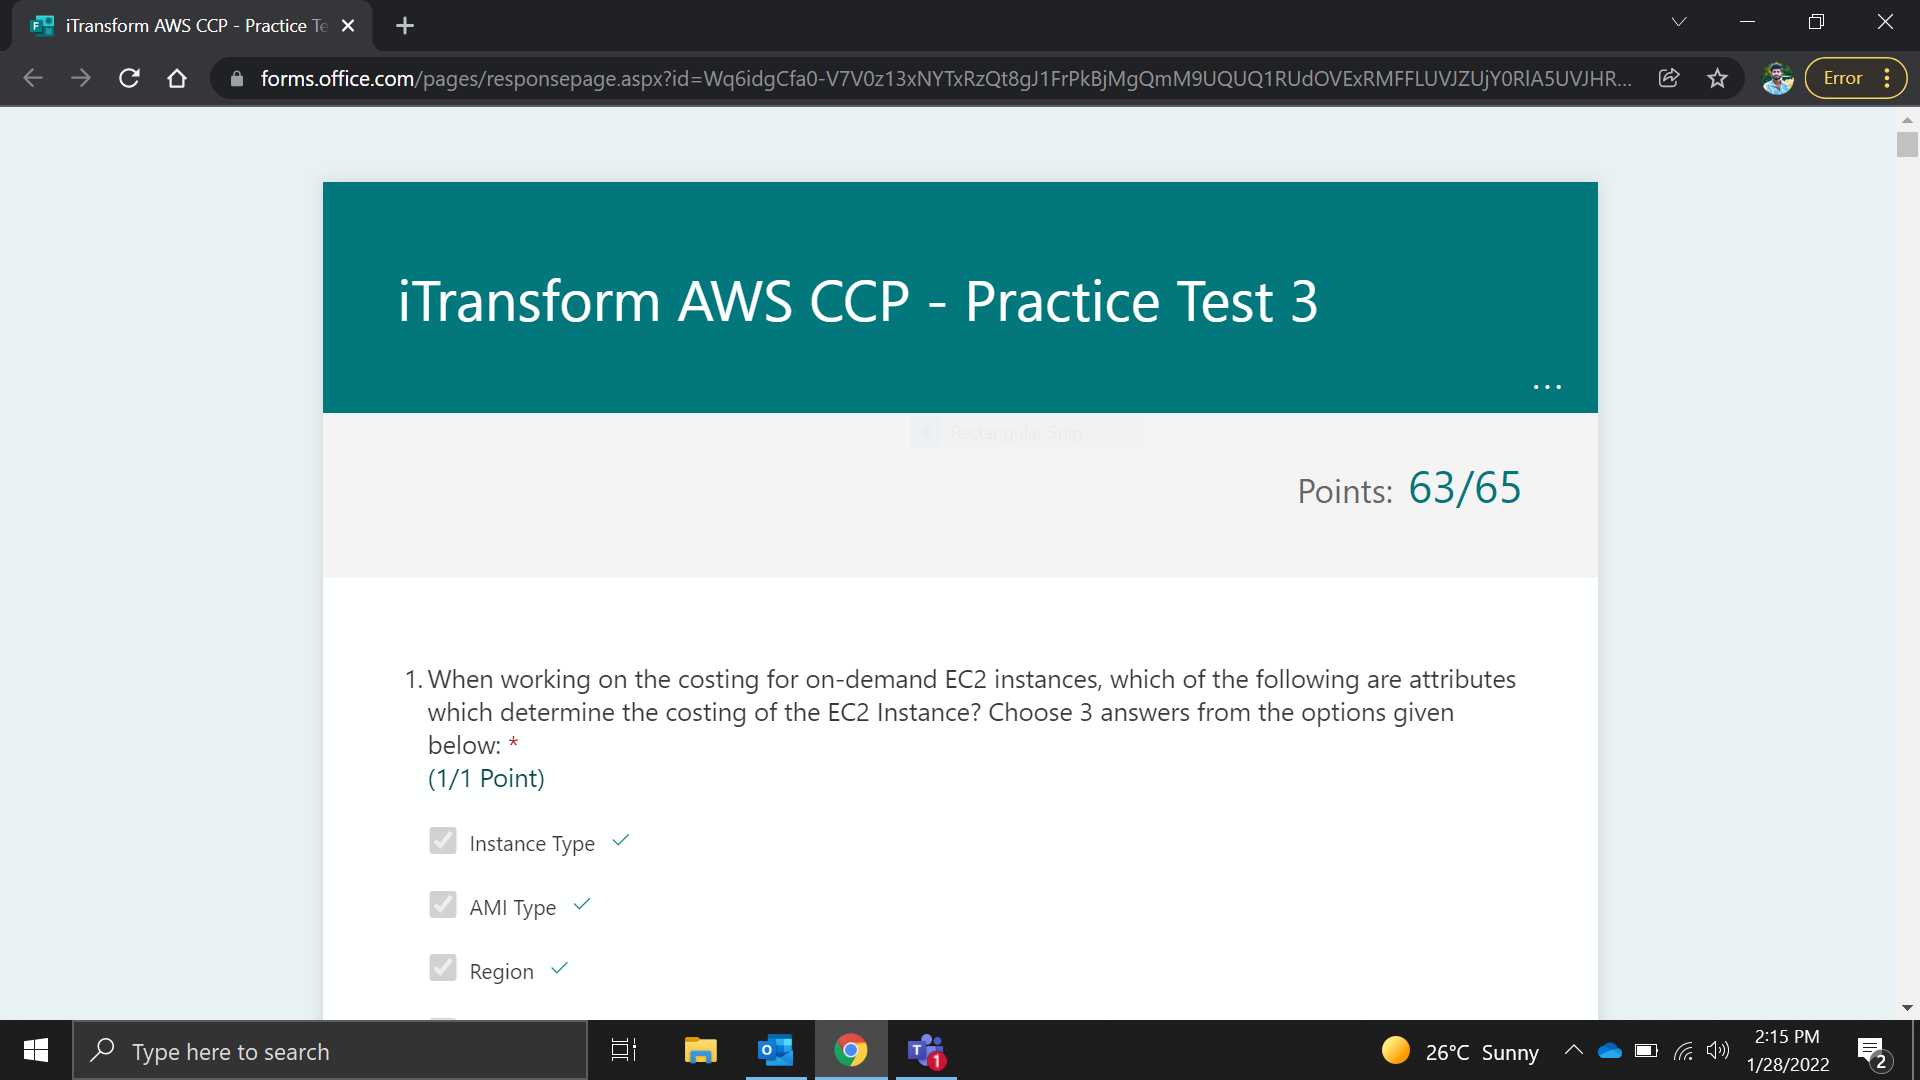 iTransform AWS CCP - Practice Te
forms.office.com/pages/responsepage.aspx?id=Wq6idgCfa0-V7V0z13xNYTxRzQt8gJ1FrPkBjMgQmM9UQUQ1RUdOVExRMFFLUVJZUjY0RlA5UVJHR...
Error
iTransform AWS CCP - Practice Test 3
...
Rectangular Snip
Points: 63/65
1. When working on the costing for on-demand EC2 instances, which of the following are attributes
which determine the costing of the EC2 Instance? Choose 3 answers from the options given
below: *
(1/1 Point)
Instance Type
AMI Type
Region
Type here to search
1
26°C Sunny
2:15 PM
1/28/2022
2